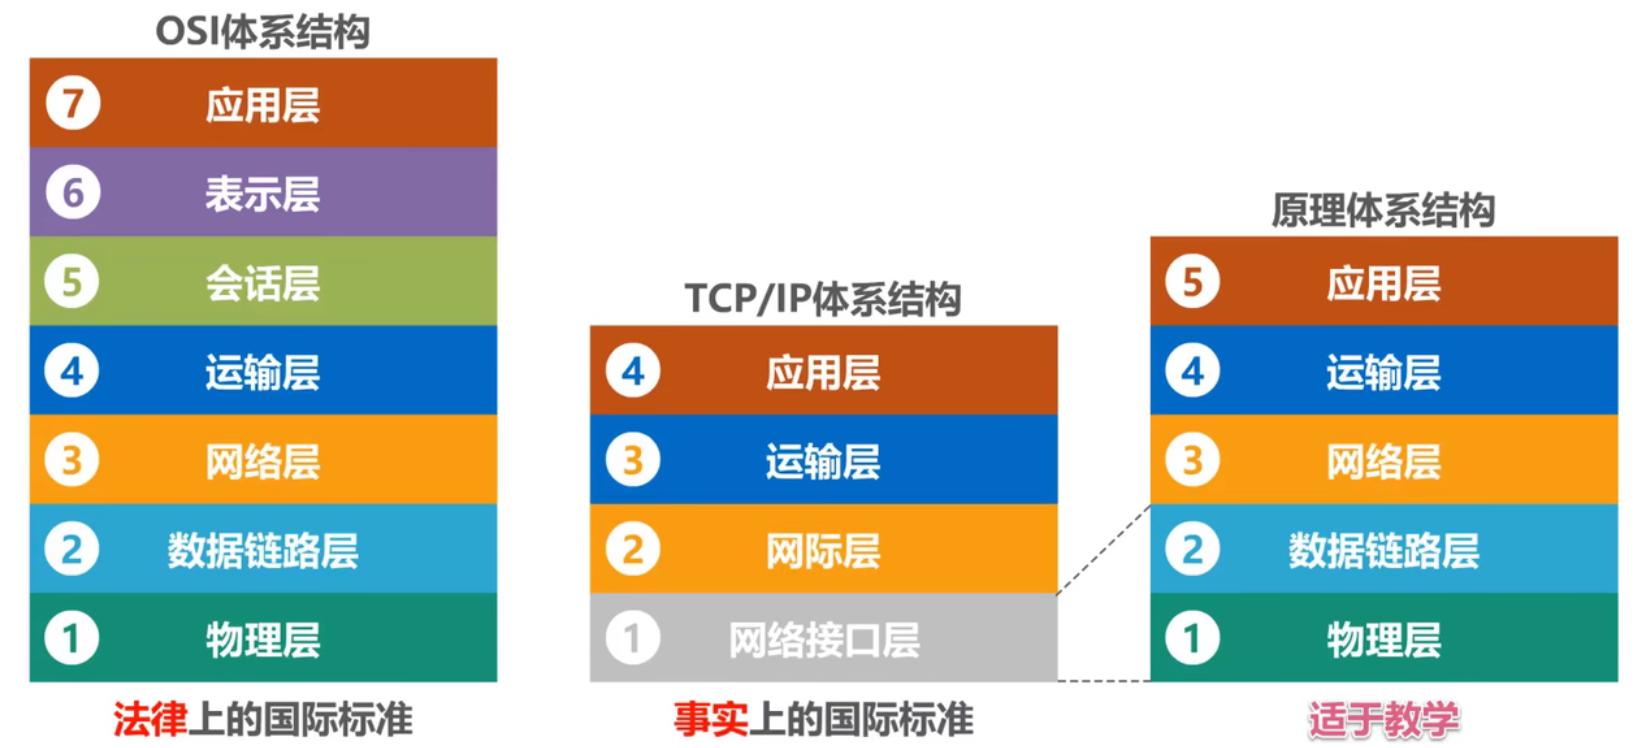 OSI体系结构
7 应用层
6 表示层
5 会话层
4 运输层
3 网络层
2 数据链路层
1 物理层
法律上的国际标准
TCP/IP体系结构
4 应用层
3 运输层
2 网际层
1 网络接口层
事实上的国际标准
原理体系结构
5 应用层
4 运输层
3 网络层
2 数据链路层
1 物理层
适于教学